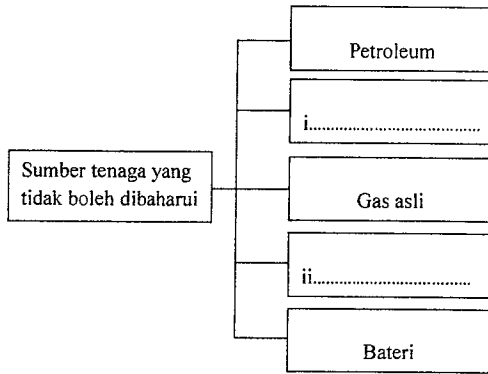 Petroleum
i.......................................
Sumber tenaga yang
tidak boleh dibaharui
Gas asli
ii...................................
Bateri